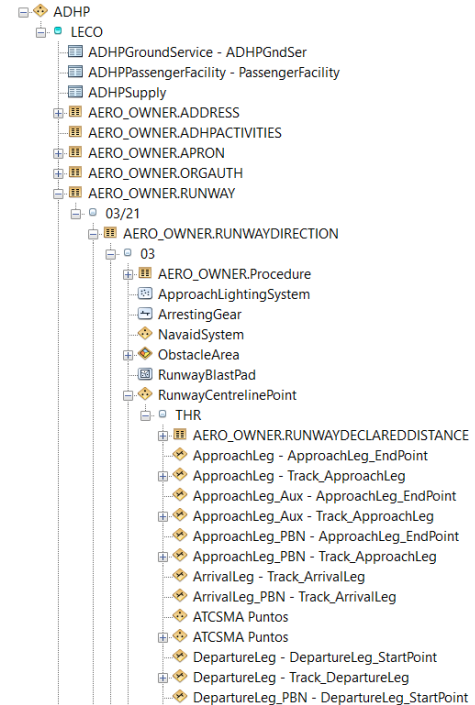 ADHP
LECO
ADHPGroundService - ADHPGndSer
ADHPPassengerFacility - PassengerFacility
ADHPSupply
AERO_OWNER.ADDRESS
AERO_OWNER.ADHPACTIVITIES
AERO_OWNER.APRON
AERO_OWNER.ORGAUTH
AERO_OWNER.RUNWAY
03/21
AERO_OWNER.RUNWAYDIRECTION
03
AERO_OWNER.Procedure
ApproachLightingSystem
ArrestingGear
NavaidSystem
ObstacleArea
RunwayBlastPad
RunwayCentrelinePoint
THR
AERO_OWNER.RUNWAYDECLAREDDISTANCE
ApproachLeg - ApproachLeg_EndPoint
ApproachLeg - Track_ApproachLeg
ApproachLeg_Aux - ApproachLeg_EndPoint
ApproachLeg_Aux - Track_ApproachLeg
ApproachLeg_PBN - ApproachLeg_EndPoint
ApproachLeg_PBN - Track_ApproachLeg
ArrivalLeg - Track_ArrivalLeg
ArrivalLeg_PBN - Track_ArrivalLeg
ATCSMA Puntos
ATCSMA Puntos
DepartureLeg - DepartureLeg_StartPoint
DepartureLeg - Track_DepartureLeg
DepartureLeg_PBN - DepartureLeg_StartPoint